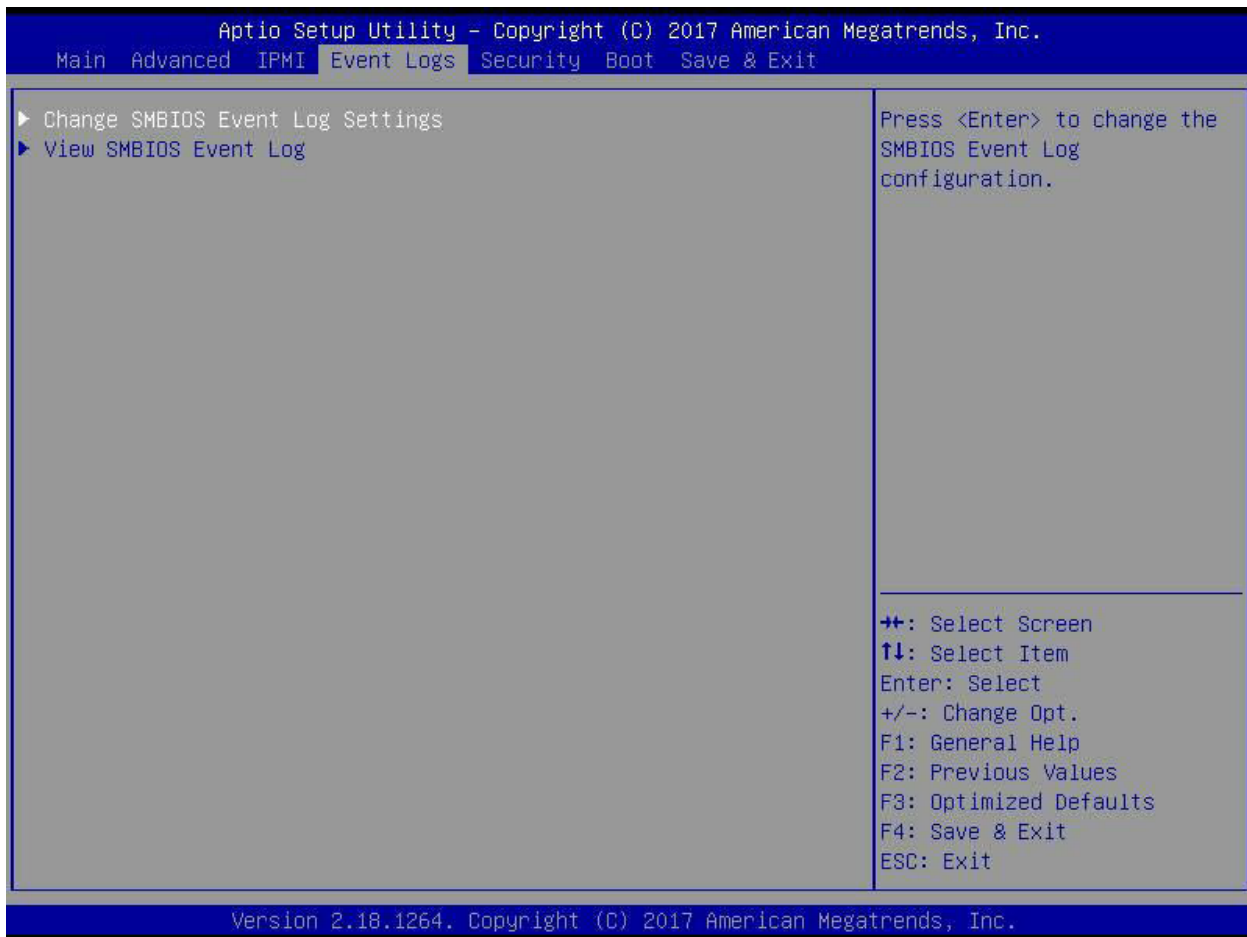 Aptio Setup Utility – Copyright (C) 2017 American Megatrends, Inc.
Main Advanced IPMI Event Logs Security Boot Save & Exit
▶ Change SMBIOS Event Log Settings
▶ View SMBIOS Event Log
Press <Enter> to change the
SMBIOS Event Log
configuration.
→←: Select Screen
↑↓: Select Item
Enter: Select
+/-: Change Opt.
F1: General Help
F2: Previous Values
F3: Optimized Defaults
F4: Save & Exit
ESC: Exit
Version 2.18.1264. Copyright (C) 2017 American Megatrends, Inc.